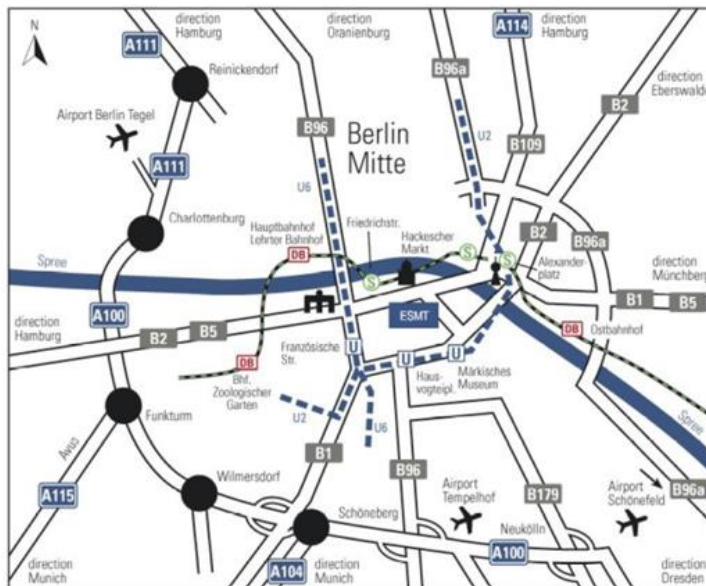 N
direction
Hamburg
A111
direction
Oranienburg
A114
direction
Hamburg
B96a
direction
Eberswalde
Reinickendorf
B2
Airport Berlin Tegel
B96
Berlin
Mitte
U2
B109
A111
U6
Charlottenburg
Hauptbahnhof
Lehrter Bahnhof
Friedrichstr.
Hackescher
Markt
B2
B96a
DB
S
S
S
Alexander-
platz
direction
Münchberg
Spree
A100
B1
B5
direction
Hamburg
B2
B5
ESMT
DB
Ostbahnhof
Französische
Str.
U
U
U
DB
Bhf.
Zoologischer
Garten
Haus-
vogteipl.
Märkisches
Museum
Funkturm
U2
U6
Spree
Avus
B1
B96
Airport
Tempelhof
Airport
Schönefeld
A115
Wilmersdorf
B179
B96a
Schöneberg
Neukölln
A100
direction
Munich
A104
direction
Munich
direction
Dresden